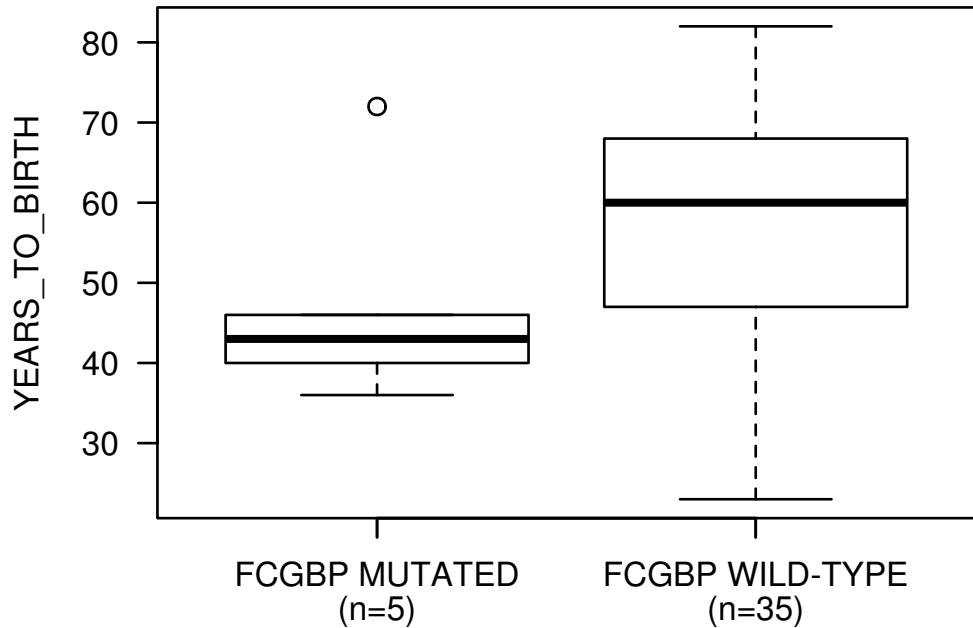 YEARS_TO_BIRTH
80
70
60
50
40
30
FCGBP MUTATED
(n=5)
FCGBP WILD-TYPE
(n=35)